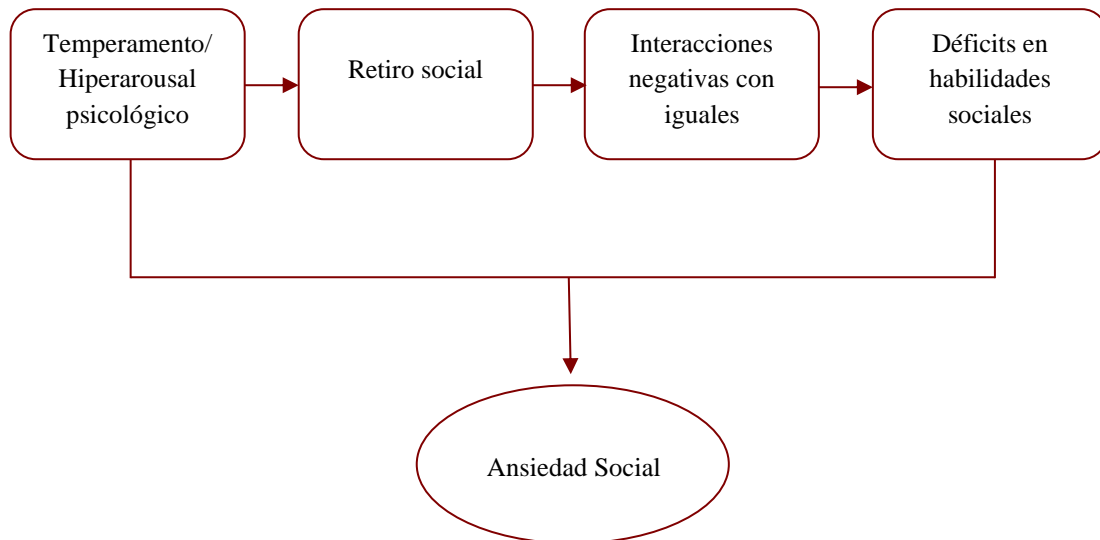 Temperamento/
Hiperarousal
psicológico
Retiro social
Interacciones
negativas con
iguales
Déficits en
habilidades
sociales
Ansiedad Social